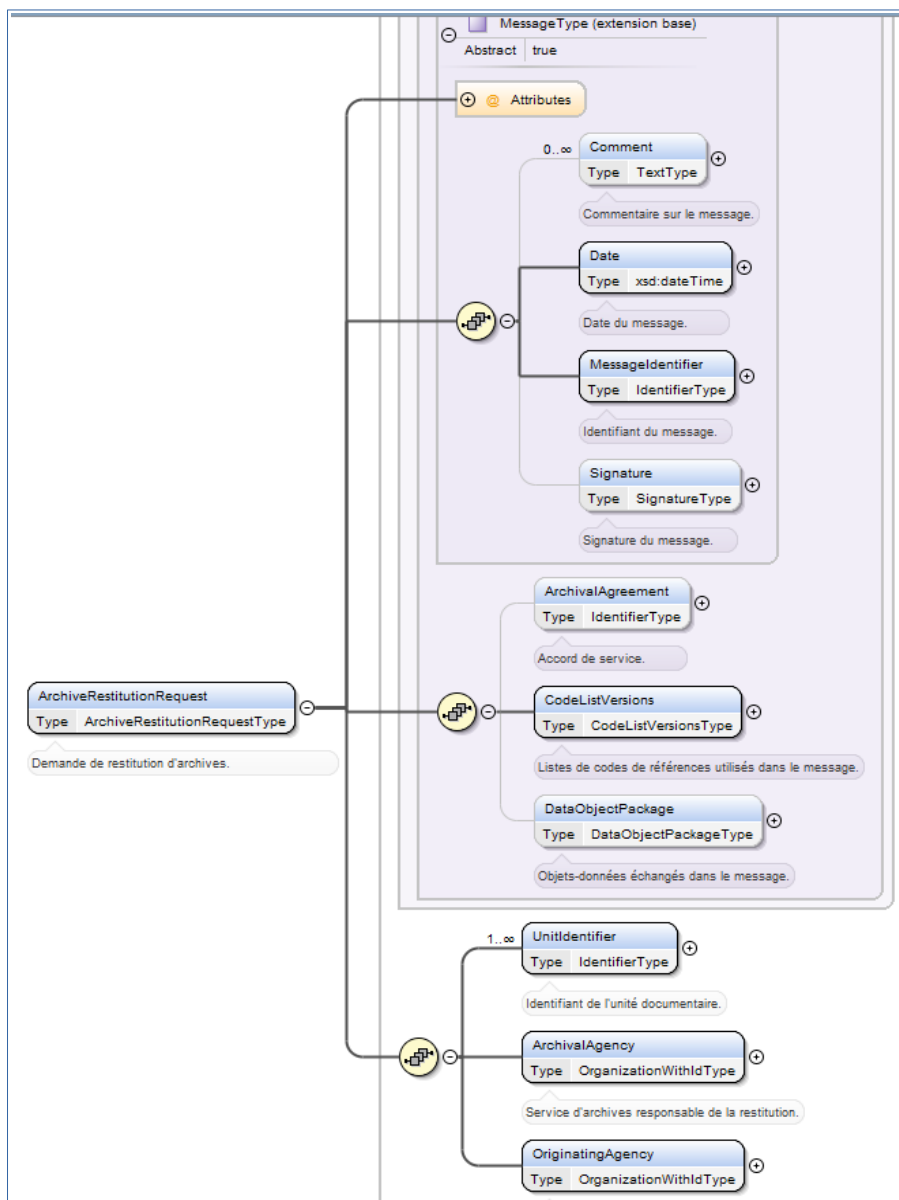 MessageType (extension base)
Abstract true
@ Attributes
0..∞ Comment
Type TextType
Commentaire sur le message.
Date
Type xsd:dateTime
Date du message.
MessageIdentifier
Type IdentifierType
Identifiant du message.
Signature
Type SignatureType
Signature du message.
ArchivalAgreement
Type IdentifierType
Accord de service.
ArchiveRestitutionRequest
Type ArchiveRestitutionRequestType
Demande de restitution d'archives.
CodeListVersions
Type CodeListVersionsType
Listes de codes de références utilisés dans le message.
DataObjectPackage
Type DataObjectPackageType
Objets-données échangés dans le message.
1..∞ UnitIdentifier
Type IdentifierType
Identifiant de l'unité documentaire.
ArchivalAgency
Type OrganizationWithIdType
Service d'archives responsable de la restitution.
OriginatingAgency
Type OrganizationWithIdType